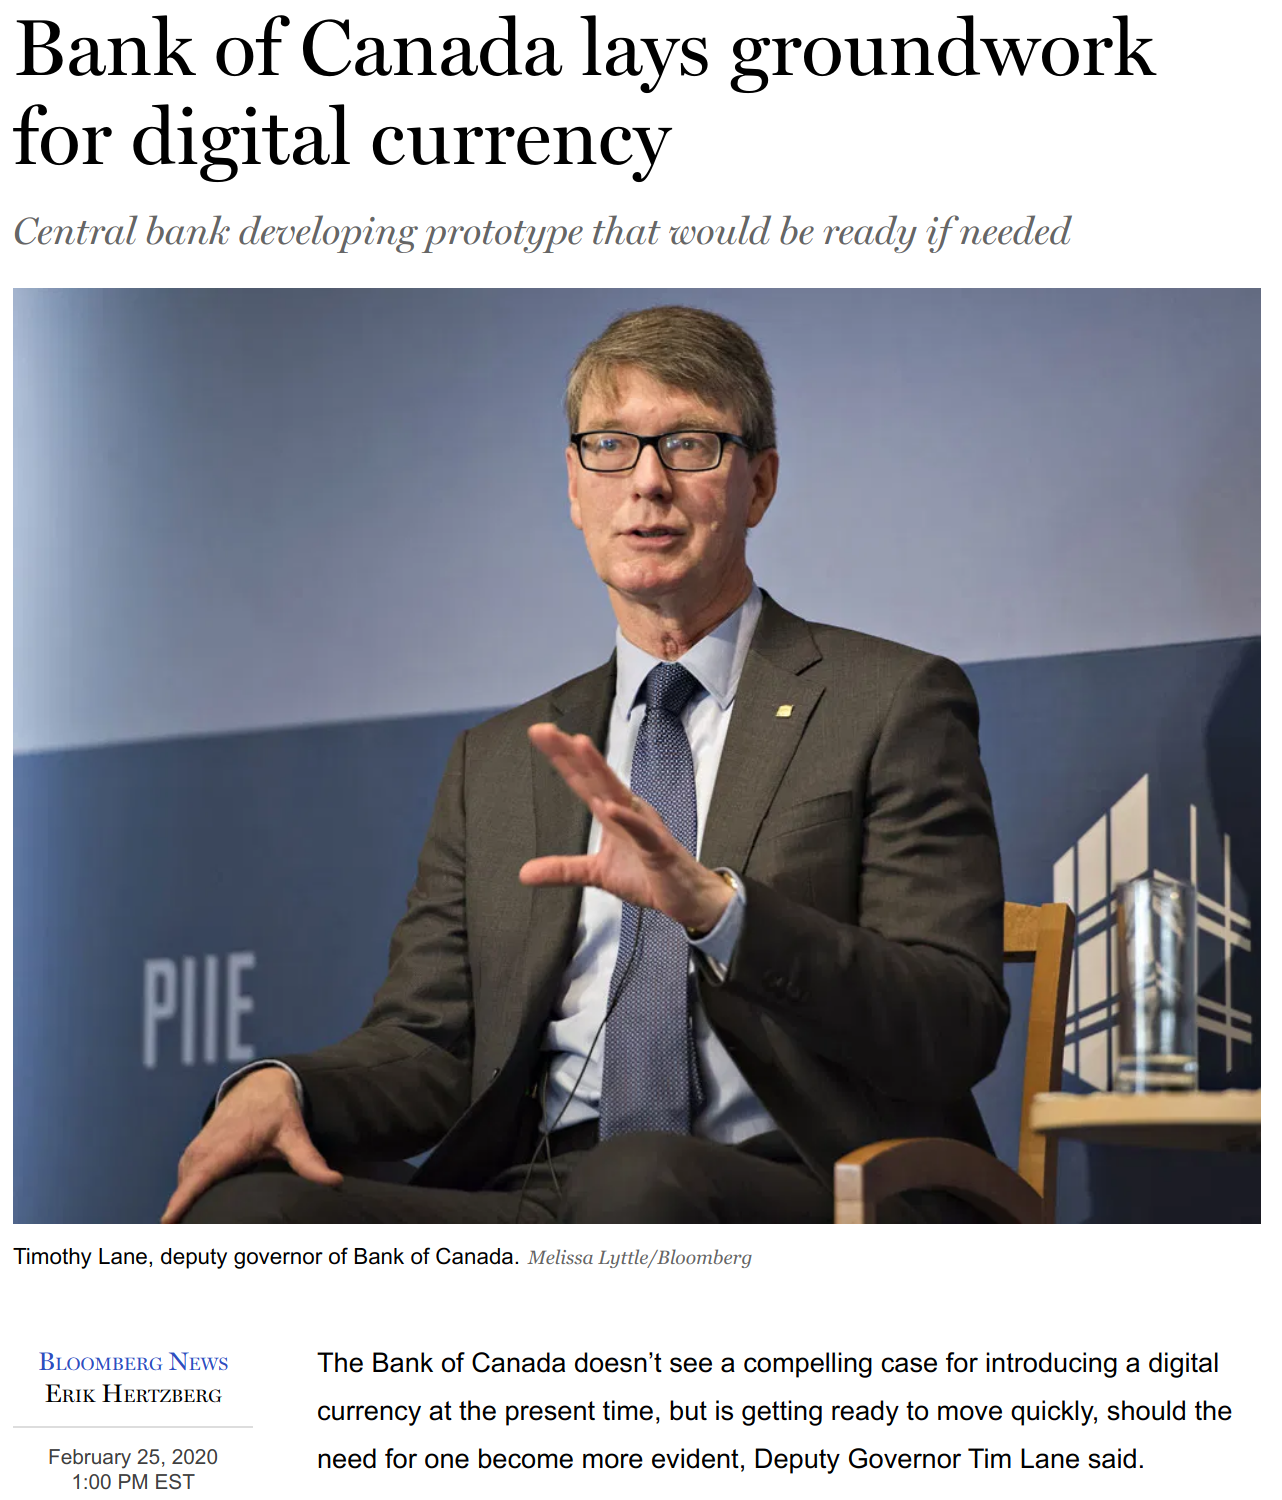 Bank of Canada lays groundwork
for digital currency
Central bank developing prototype that would be ready if needed
PIIE
Timothy Lane, deputy governor of Bank of Canada. Melissa Lyttle/Bloomberg
Bloomberg News
Erik Hertzberg
February 25, 2020
1:00 PM EST
The Bank of Canada doesn’t see a compelling case for introducing a digital
currency at the present time, but is getting ready to move quickly, should the
need for one become more evident, Deputy Governor Tim Lane said.